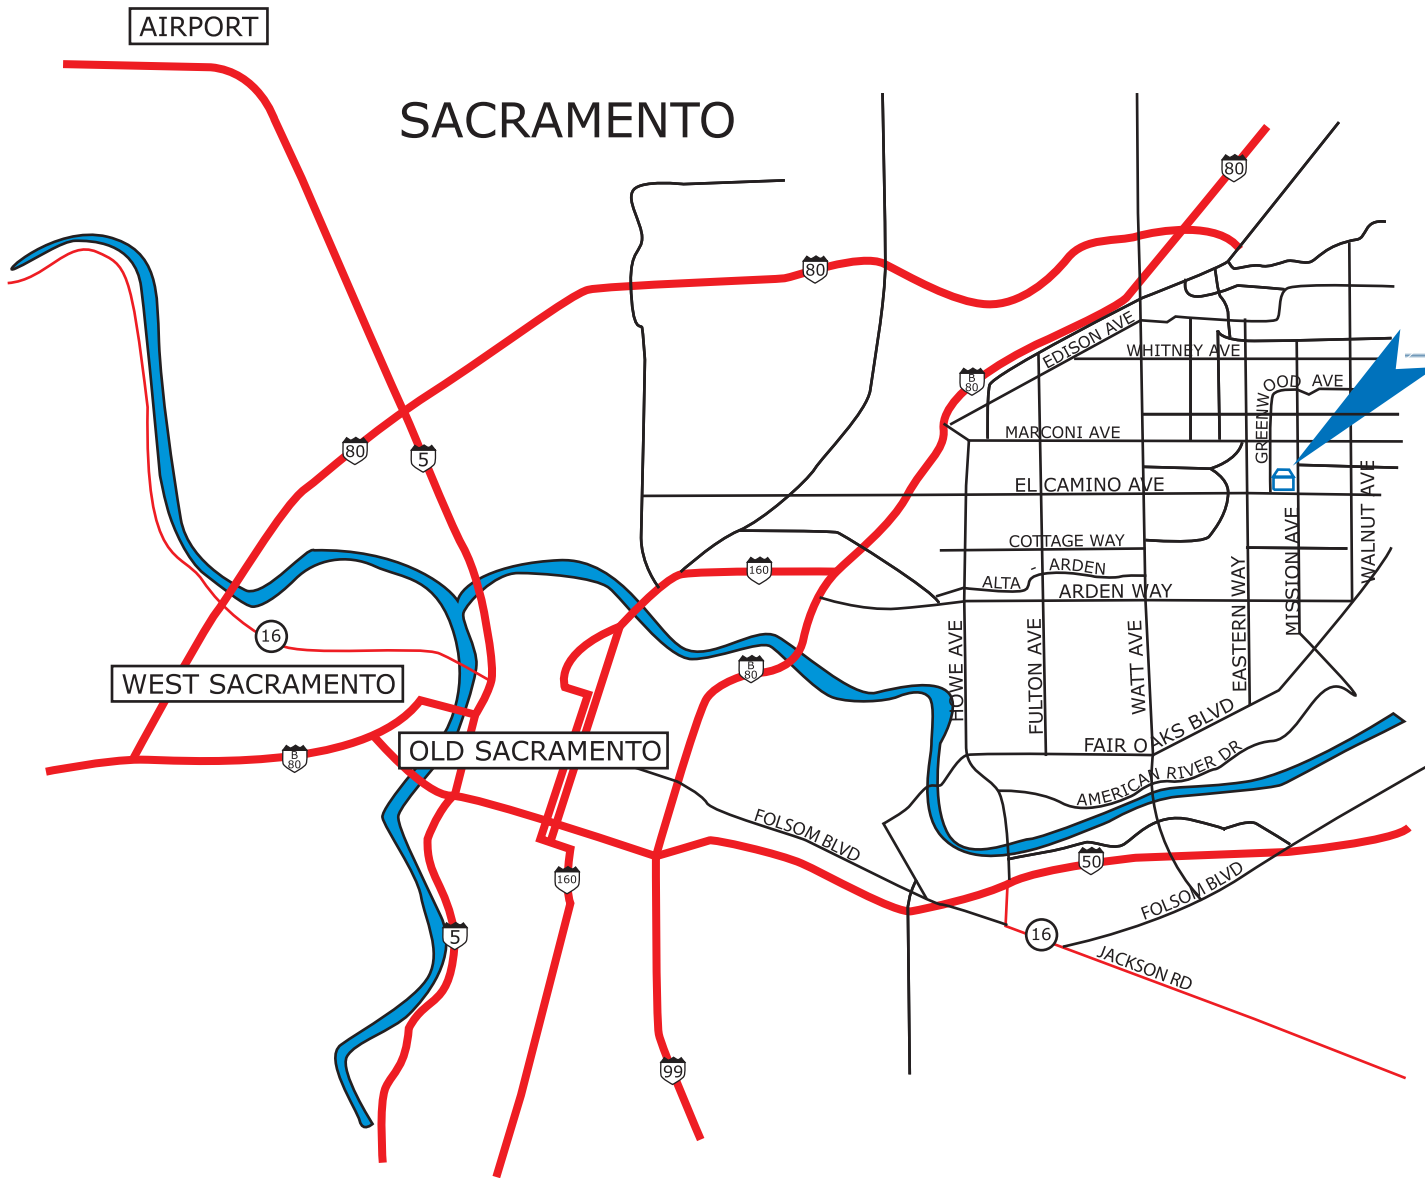 AIRPORT
SACRAMENTO
80
80
EDISON AVE
WHITNEY AVE
B
80
GREENWOOD AVE
MARCONI AVE
80
5
EL CAMINO AVE
WALNUT AVE
COTTAGE WAY
160
ALTA - ARDEN
ARDEN WAY
MISSION AVE
EASTERN WAY
16
HOWE AVE
FULTON AVE
WATT AVE
B
80
WEST SACRAMENTO
OLD SACRAMENTO
B
80
FAIR OAKS BLVD
AMERICAN RIVER DR
FOLSOM BLVD
50
160
FOLSOM BLVD
5
16
JACKSON RD
99